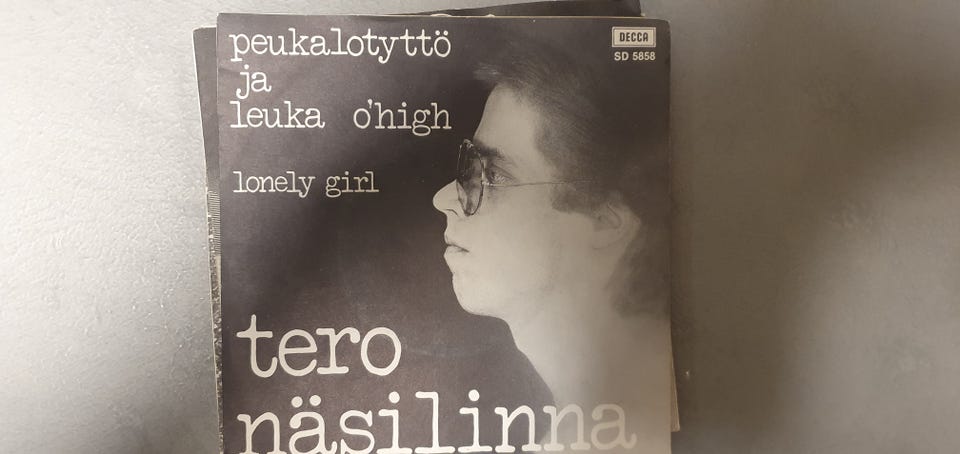 peukalotyttö
ja
leuka o'high
lonely girl
DECCA
SD 5858
tero
näsilinna